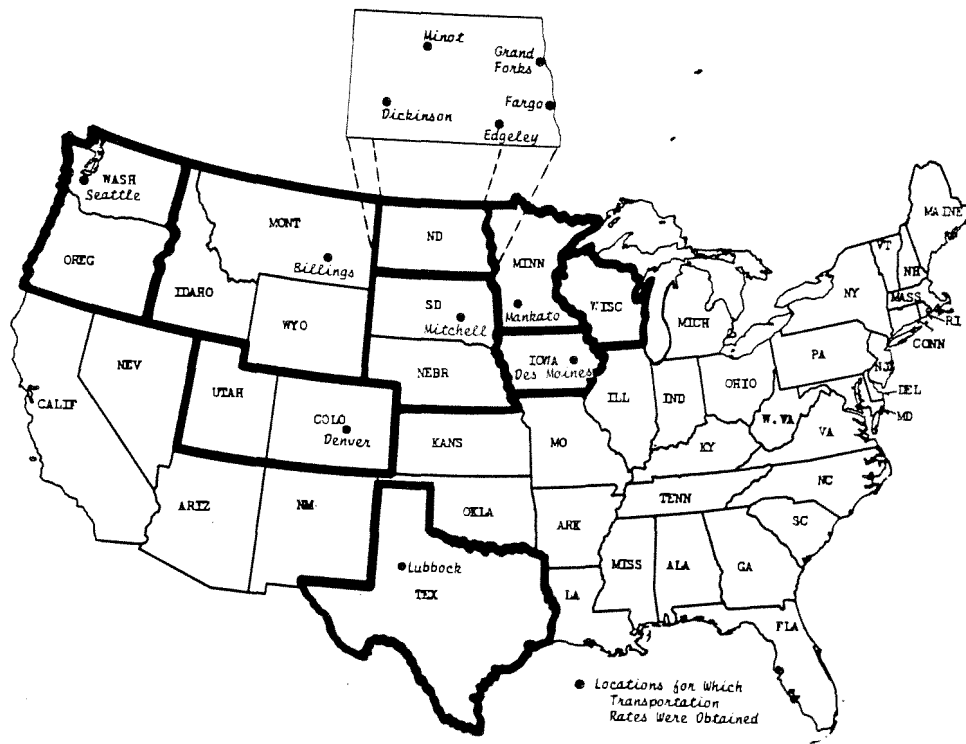 Minot
Grand
Forks
Fargo
Dickinson
Edgeley
WASH
Seattle
MAINE
MONT
ND
VT
OREG
Billings
MINN
NH
IDAHO
SD
NY
MASS
WISC
Mankato
RI
WYO
Mitchell
MICH
CONN
NEV
IOWA
PA
NEBR
Des Moines
N.J
UTAH
OHIO
DEL
CALIF
ILL
IND
MD
COLO
W.VA
Denver
VA
KANS
MO
KY
NC
ARIZ
NM
TENN
OKLA
SC
ARK
Lubbock
MISS
ALA
GA
TEX
LA
FLA
Locations for Which
Transportation
Rates Were Obtained